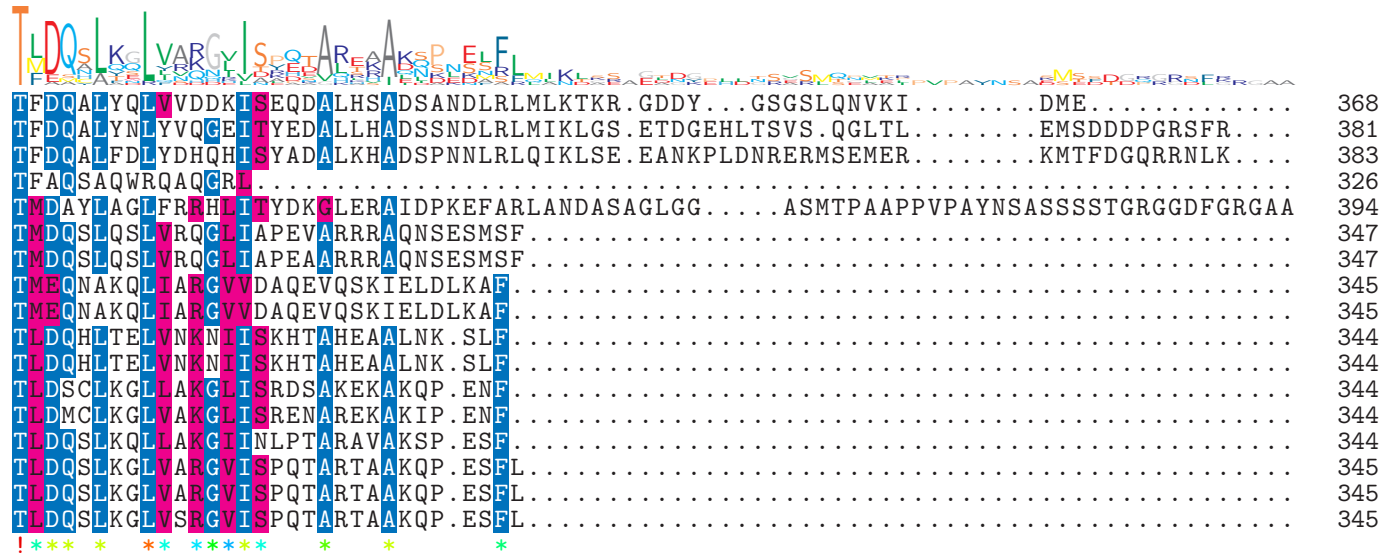 TFDQALYQLVVDDKISEQDALHSADSANDLRLMLKTKR.GDDY...GSGSLQNVKI........DME............. 368
TFDQALYNLYVQGEITYEDALLHADSSNDLRLMIKLGS.ETDGEHLTSVS.QGLTL........EMSDDDPGRSFR.... 381
TFDQALFDLYDHQHISYADALKHADSPNNLRLQIKLSE.EANKPLDNRERMSEMER........KMTFDGQRRNLK.... 383
TFAQSAQWRQAQGRL................................................................. 326
TMDAYLAGLFRRHLITYDKGLERAIDPKEFARLANDASAGLGG.....ASMTPAAPPVPAYNSASSSSTGRGGDFGRGAA 394
TMDQSLQSLVRQGLIAPEVARRRAQNSESMSF................................................ 347
TMDQSLQSLVRQGLIAPEAARRRAQNSESMSF................................................ 347
TMEQNAKQLIARGVVDAQEVQSKIELDLKAF................................................. 345
TMEQNAKQLIARGVVDAQEVQSKIELDLKAF................................................. 345
TLDQHLTELVNKNIISKHTAHEAALNK.SLF................................................. 344
TLDQHLTELVNKNIISKHTAHEAALNK.SLF................................................. 344
TLDSCLKGLLAKGLISRDSAKEKAKQP.ENF................................................. 344
TLDMCLKGLVAKGLISRENAREKAKIP.ENF................................................. 344
TLDQSLKQLLAKGIINLPTARAVAKSP.ESF................................................. 344
TLDQSLKGLVARGVISPQTARTAAKQP.ESFL................................................ 345
TLDQSLKGLVARGVISPQTARTAAKQP.ESFL................................................ 345
TLDQSLKGLVSRGVISPQTARTAAKQP.ESFL................................................ 345
!*** *  ** ***** * *   *      *